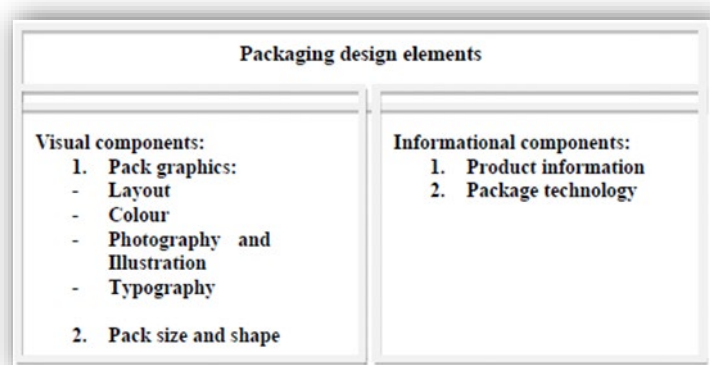 Packaging design elements
Visual components:
1. Pack graphics:
- Layout
- Colour
- Photography and
Illustration
- Typography
2. Pack size and shape
Informational components:
1. Product information
2. Package technology